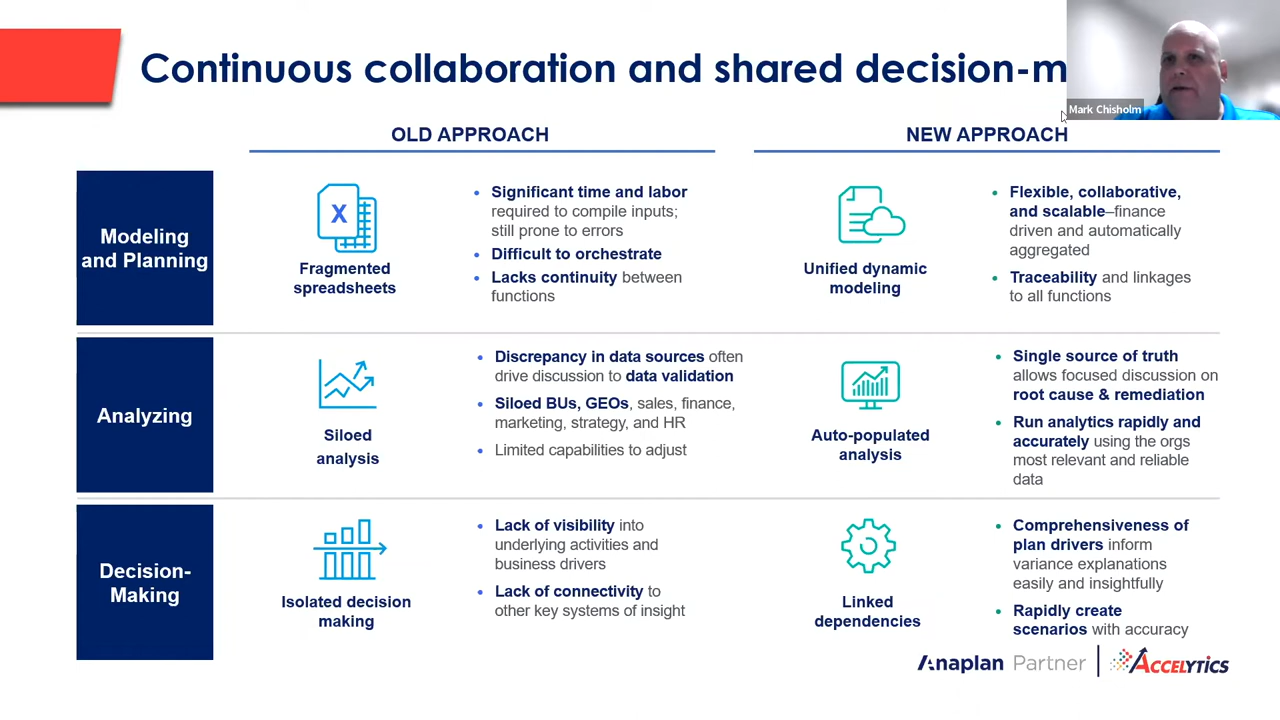 Continuous collaboration and shared decision-m
Mark Chisholm
OLD APPROACH
NEW APPROACH
Modeling
and Planning
X
Fragmented
spreadsheets
• Significant time and labor
required to compile inputs;
still prone to errors
• Difficult to orchestrate
• Lacks continuity between
functions
Unified dynamic
modeling
• Flexible, collaborative,
and scalable–finance
driven and automatically
aggregated
• Traceability and linkages
to all functions
Analyzing
Siloed
analysis
• Discrepancy in data sources often
drive discussion to data validation
• Siloed BUs, GEOs, sales, finance,
marketing, strategy, and HR
• Limited capabilities to adjust
Auto-populated
analysis
• Single source of truth
allows focused discussion on
root cause & remediation
• Run analytics rapidly and
accurately using the orgs
most relevant and reliable
data
Decision-
Making
Isolated decision
making
• Lack of visibility into
underlying activities and
business drivers
• Lack of connectivity to
other key systems of insight
Linked
dependencies
• Comprehensiveness of
plan drivers inform
variance explanations
easily and insightfully
• Rapidly create
scenarios with accuracy
Anaplan Partner
ACCELYTICS